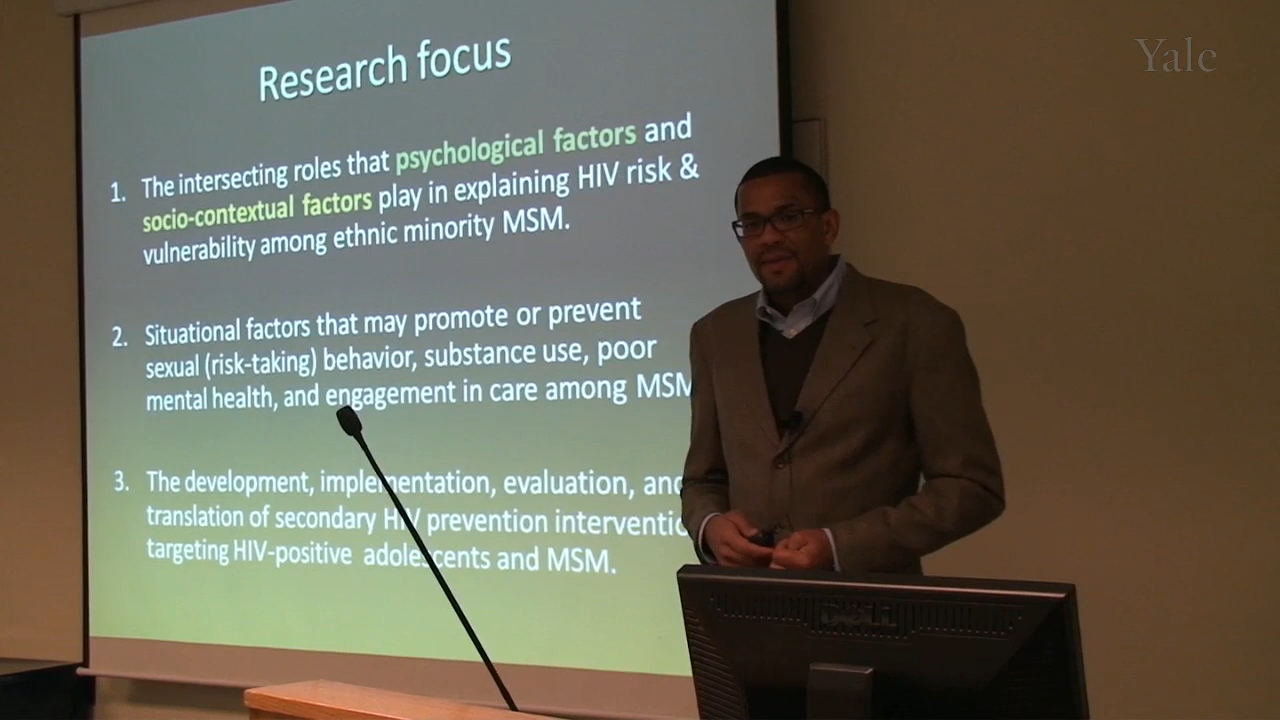 Yale
Research focus
1. The intersecting roles that psychological factors and
socio-contextual factors play in explaining HIV risk &
vulnerability among ethnic minority MSM.
2. Situational factors that may promote or prevent
sexual (risk-taking) behavior, substance use, poor
mental health, and engagement in care among MSM
3. The development, implementation, evaluation, and
translation of secondary HIV prevention interventio
targeting HIV-positive adolescents and MSM.
DELL